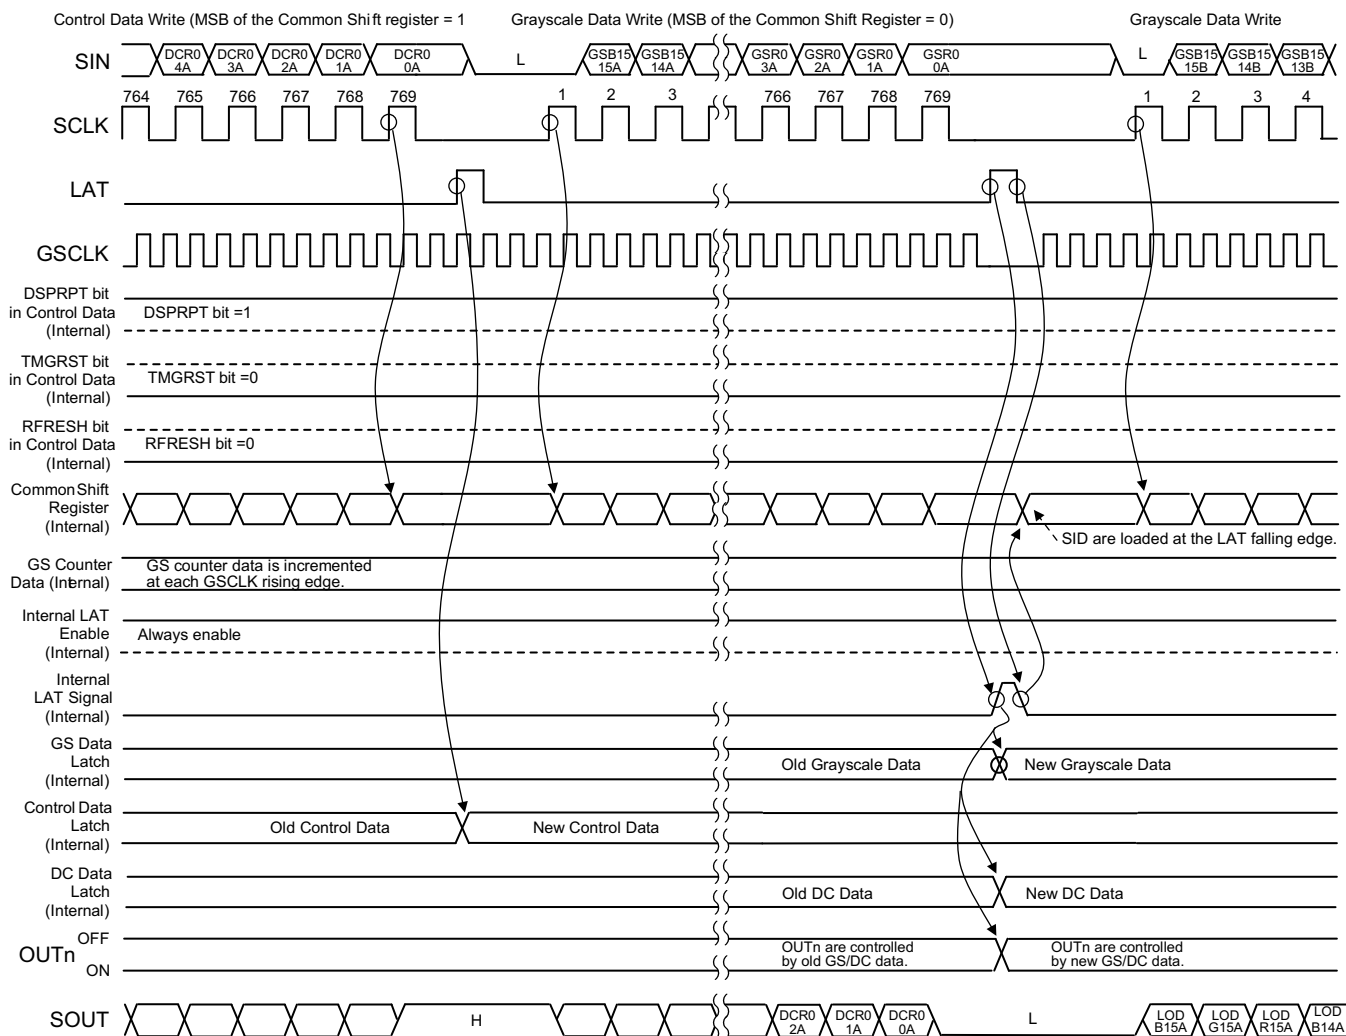 Control Data Write (MSB of the Common Shift register = 1
Grayscale Data Write (MSB of the Common Shift Register = 0)
Grayscale Data Write
SIN
DCR0 4A
DCR0 3A
DCR0 2A
DCR0 1A
DCR0 0A
L
GSB15 15A
GSB15 14A
GSR0 3A
GSR0 2A
GSR0 1A
GSR0 0A
L
GSB15 15B
GSB15 14B
GSB15 13B
SCLK
764 765 766 767 768 769 1 2 3 766 767 768 769 1 2 3 4
LAT
GSCLK
DSPRPT bit
in Control Data
(Internal)
DSPRPT bit =1
TMGRST bit
in Control Data
(Internal)
TMGRST bit =0
RFRESH bit
in Control Data
(Internal)
RFRESH bit =0
Common Shift
Register
(Internal)
SID are loaded at the LAT falling edge.
GS Counter
Data (Internal)
GS counter data is incremented
at each GSCLK rising edge.
Internal LAT
Enable
(Internal)
Always enable
Internal
LAT Signal
(Internal)
GS Data
Latch
(Internal)
Old Grayscale Data
New Grayscale Data
Control Data
Latch
(Internal)
Old Control Data
New Control Data
DC Data
Latch
(Internal)
Old DC Data
New DC Data
OUTn
OFF
ON
OUTn are controlled
by old GS/DC data.
OUTn are controlled
by new GS/DC data.
SOUT
H
DCR0 2A
DCR0 1A
DCR0 0A
L
LOD B15A
LOD G15A
LOD R15A
LOD B14A